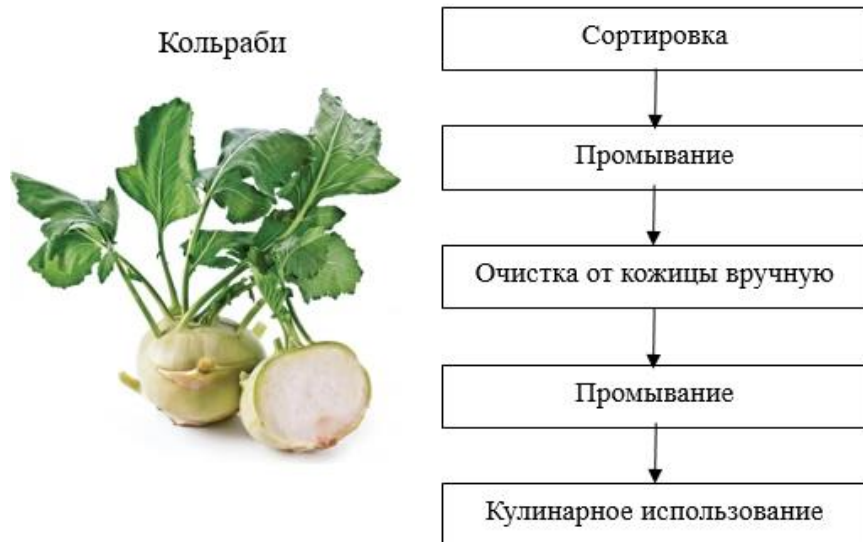 Кольраби
Сортировка
Промывание
Очистка от кожицы вручную
Промывание
Кулинарное использование